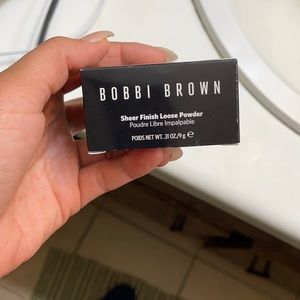 BOBBI BROWN
Sheer Finish Loose Powder
Poudre Libre Impalpable
POIDS NET WT. .31 OZ/9 g ℮